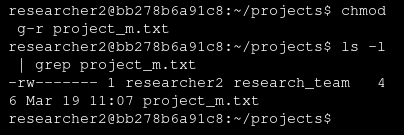 researcher2@bb278b6a91c8:~/projects$ chmod
g-r project_m.txt
researcher2@bb278b6a91c8:~/projects$ ls -l
| grep project_m.txt
-rw------- 1 researcher2 research_team 4
6 Mar 19 11:07 project_m.txt
researcher2@bb278b6a91c8:~/projects$